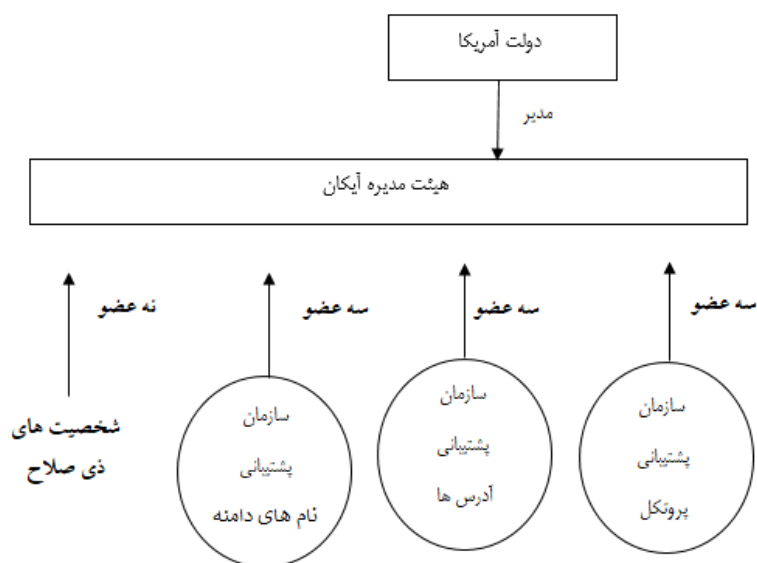 دولت آمریکا
مدیر
هیئت مدیره آیکان
سه عضو
سه عضو
سه عضو
نه عضو
سازمان
پشتیبانی
پروتکل
سازمان
پشتیبانی
آدرس ها
سازمان
پشتیبانی
نام های دامنه
شخصیت های
ذی صلاح